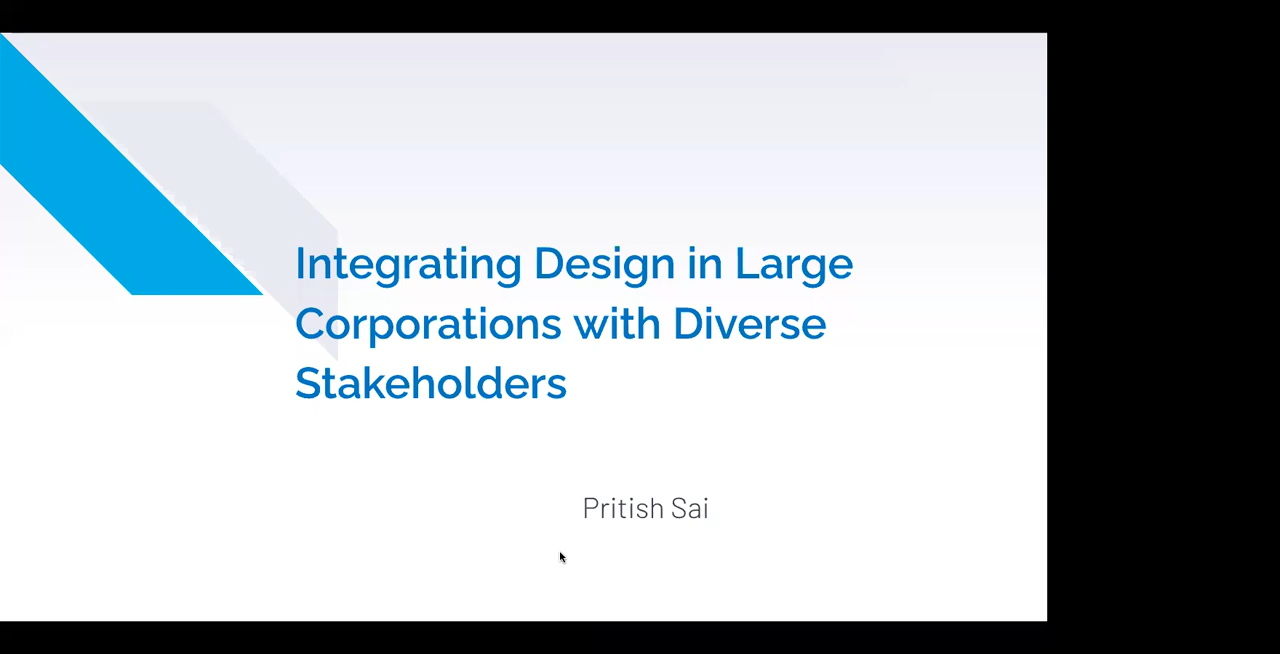 Integrating Design in Large
Corporations with Diverse
Stakeholders
Pritish Sai